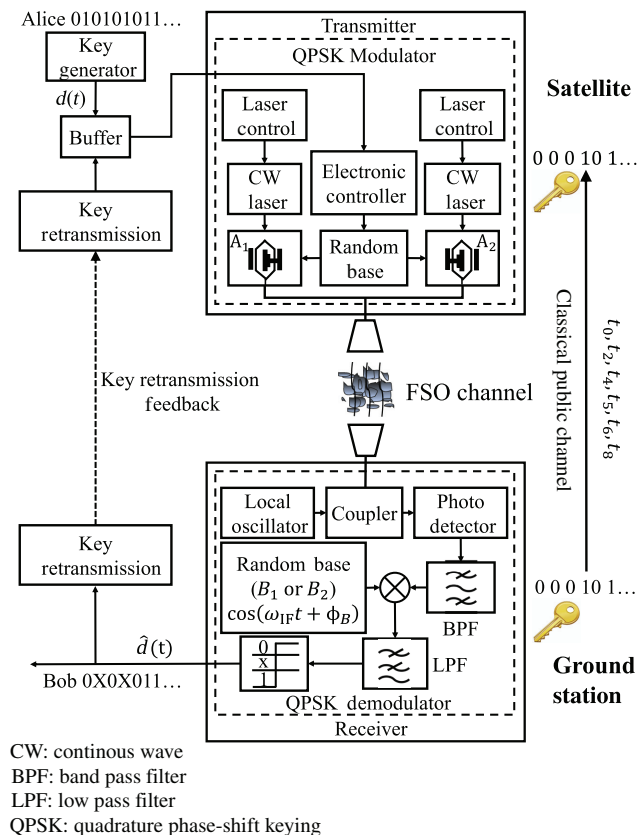 Alice 010101011…
Key
generator
d(t)
Buffer
Key
retransmission
Key retransmission
feedback
Key
retransmission
d̂(t)
Bob 0X0X011…
Transmitter
QPSK Modulator
Laser
control
Laser
control
CW
laser
Electronic
controller
CW
laser
A₁
Random
base
A₂
FSO channel
Satellite
0 0 0 10 1…
Classical public channel
t₀, t₂, t₄, t₅, t₆, t₈
0 0 0 10 1…
Ground
station
Local
oscillator
Coupler
Photo
detector
Random base
(B₁ or B₂)
cos(ω_IF t + ϕ_B)
BPF
LPF
0
x
1
QPSK demodulator
Receiver
CW: continous wave
BPF: band pass filter
LPF: low pass filter
QPSK: quadrature phase-shift keying